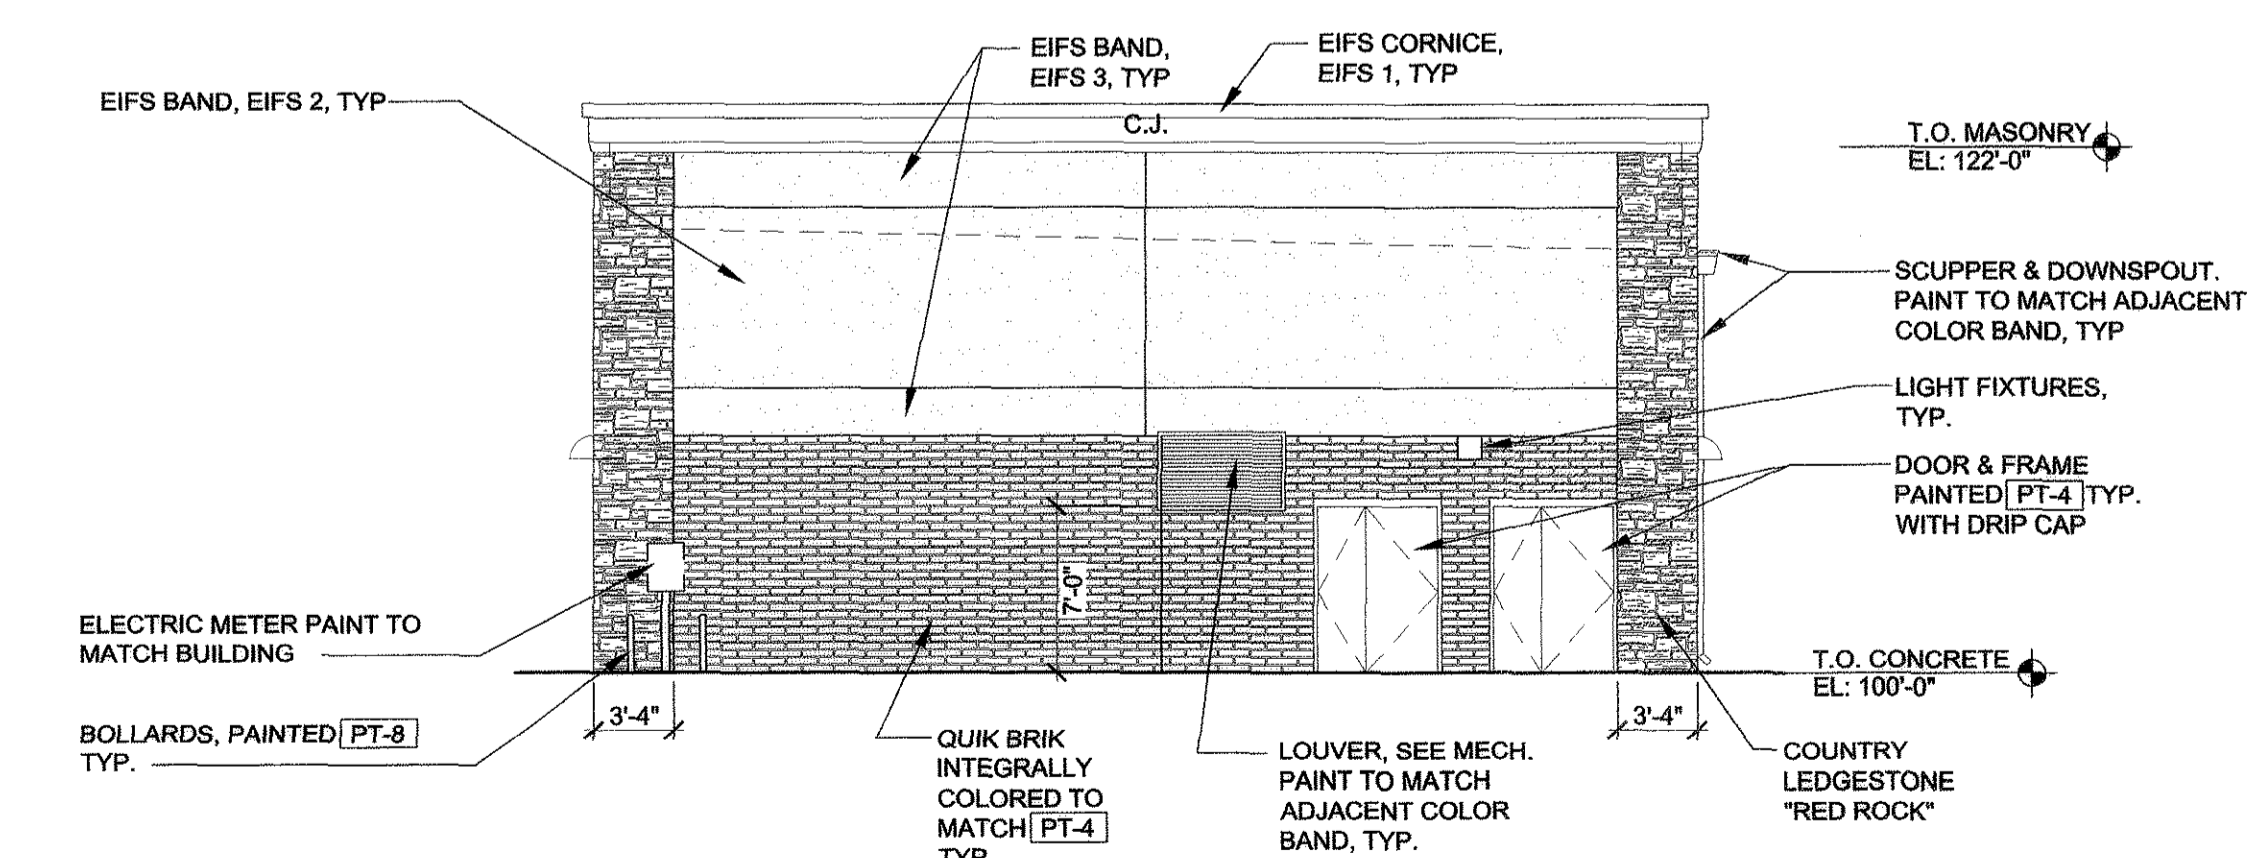 EIFS BAND,
EIFS 3, TYP
EIFS CORNICE,
EIFS 1, TYP
EIFS BAND, EIFS 2, TYP
C.J.
T.O. MASONRY
EL: 122'-0"
SCUPPER & DOWNSPOUT.
PAINT TO MATCH ADJACENT
COLOR BAND, TYP
LIGHT FIXTURES,
TYP.
DOOR & FRAME
PAINTED PT-4 TYP.
WITH DRIP CAP
7'-0"
ELECTRIC METER PAINT TO
MATCH BUILDING
T.O. CONCRETE
EL: 100'-0"
3'-4"
3'-4"
BOLLARDS, PAINTED PT-8
TYP.
QUIK BRIK
INTEGRALLY
COLORED TO
MATCH PT-4
TYP
LOUVER, SEE MECH.
PAINT TO MATCH
ADJACENT COLOR
BAND, TYP.
COUNTRY
LEDGESTONE
"RED ROCK"